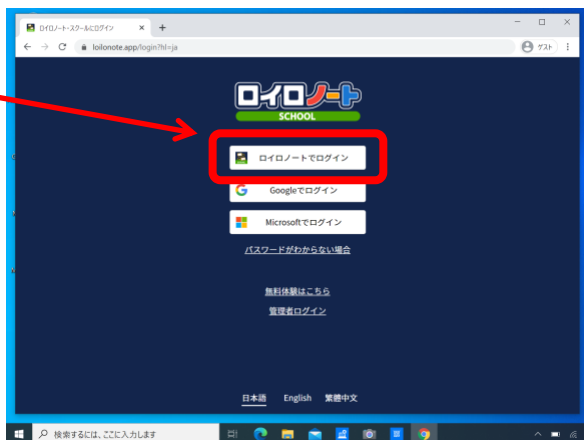 ロイロノート・スクールにログイン
loilonote.app/login?hl=ja
ゲスト
ロイロノート
SCHOOL
ロイロノートでログイン
Googleでログイン
Microsoftでログイン
パスワードがわからない場合
無料体験はこちら
管理者ログイン
日本語 English 繁體中文
検索するには、ここに入力します